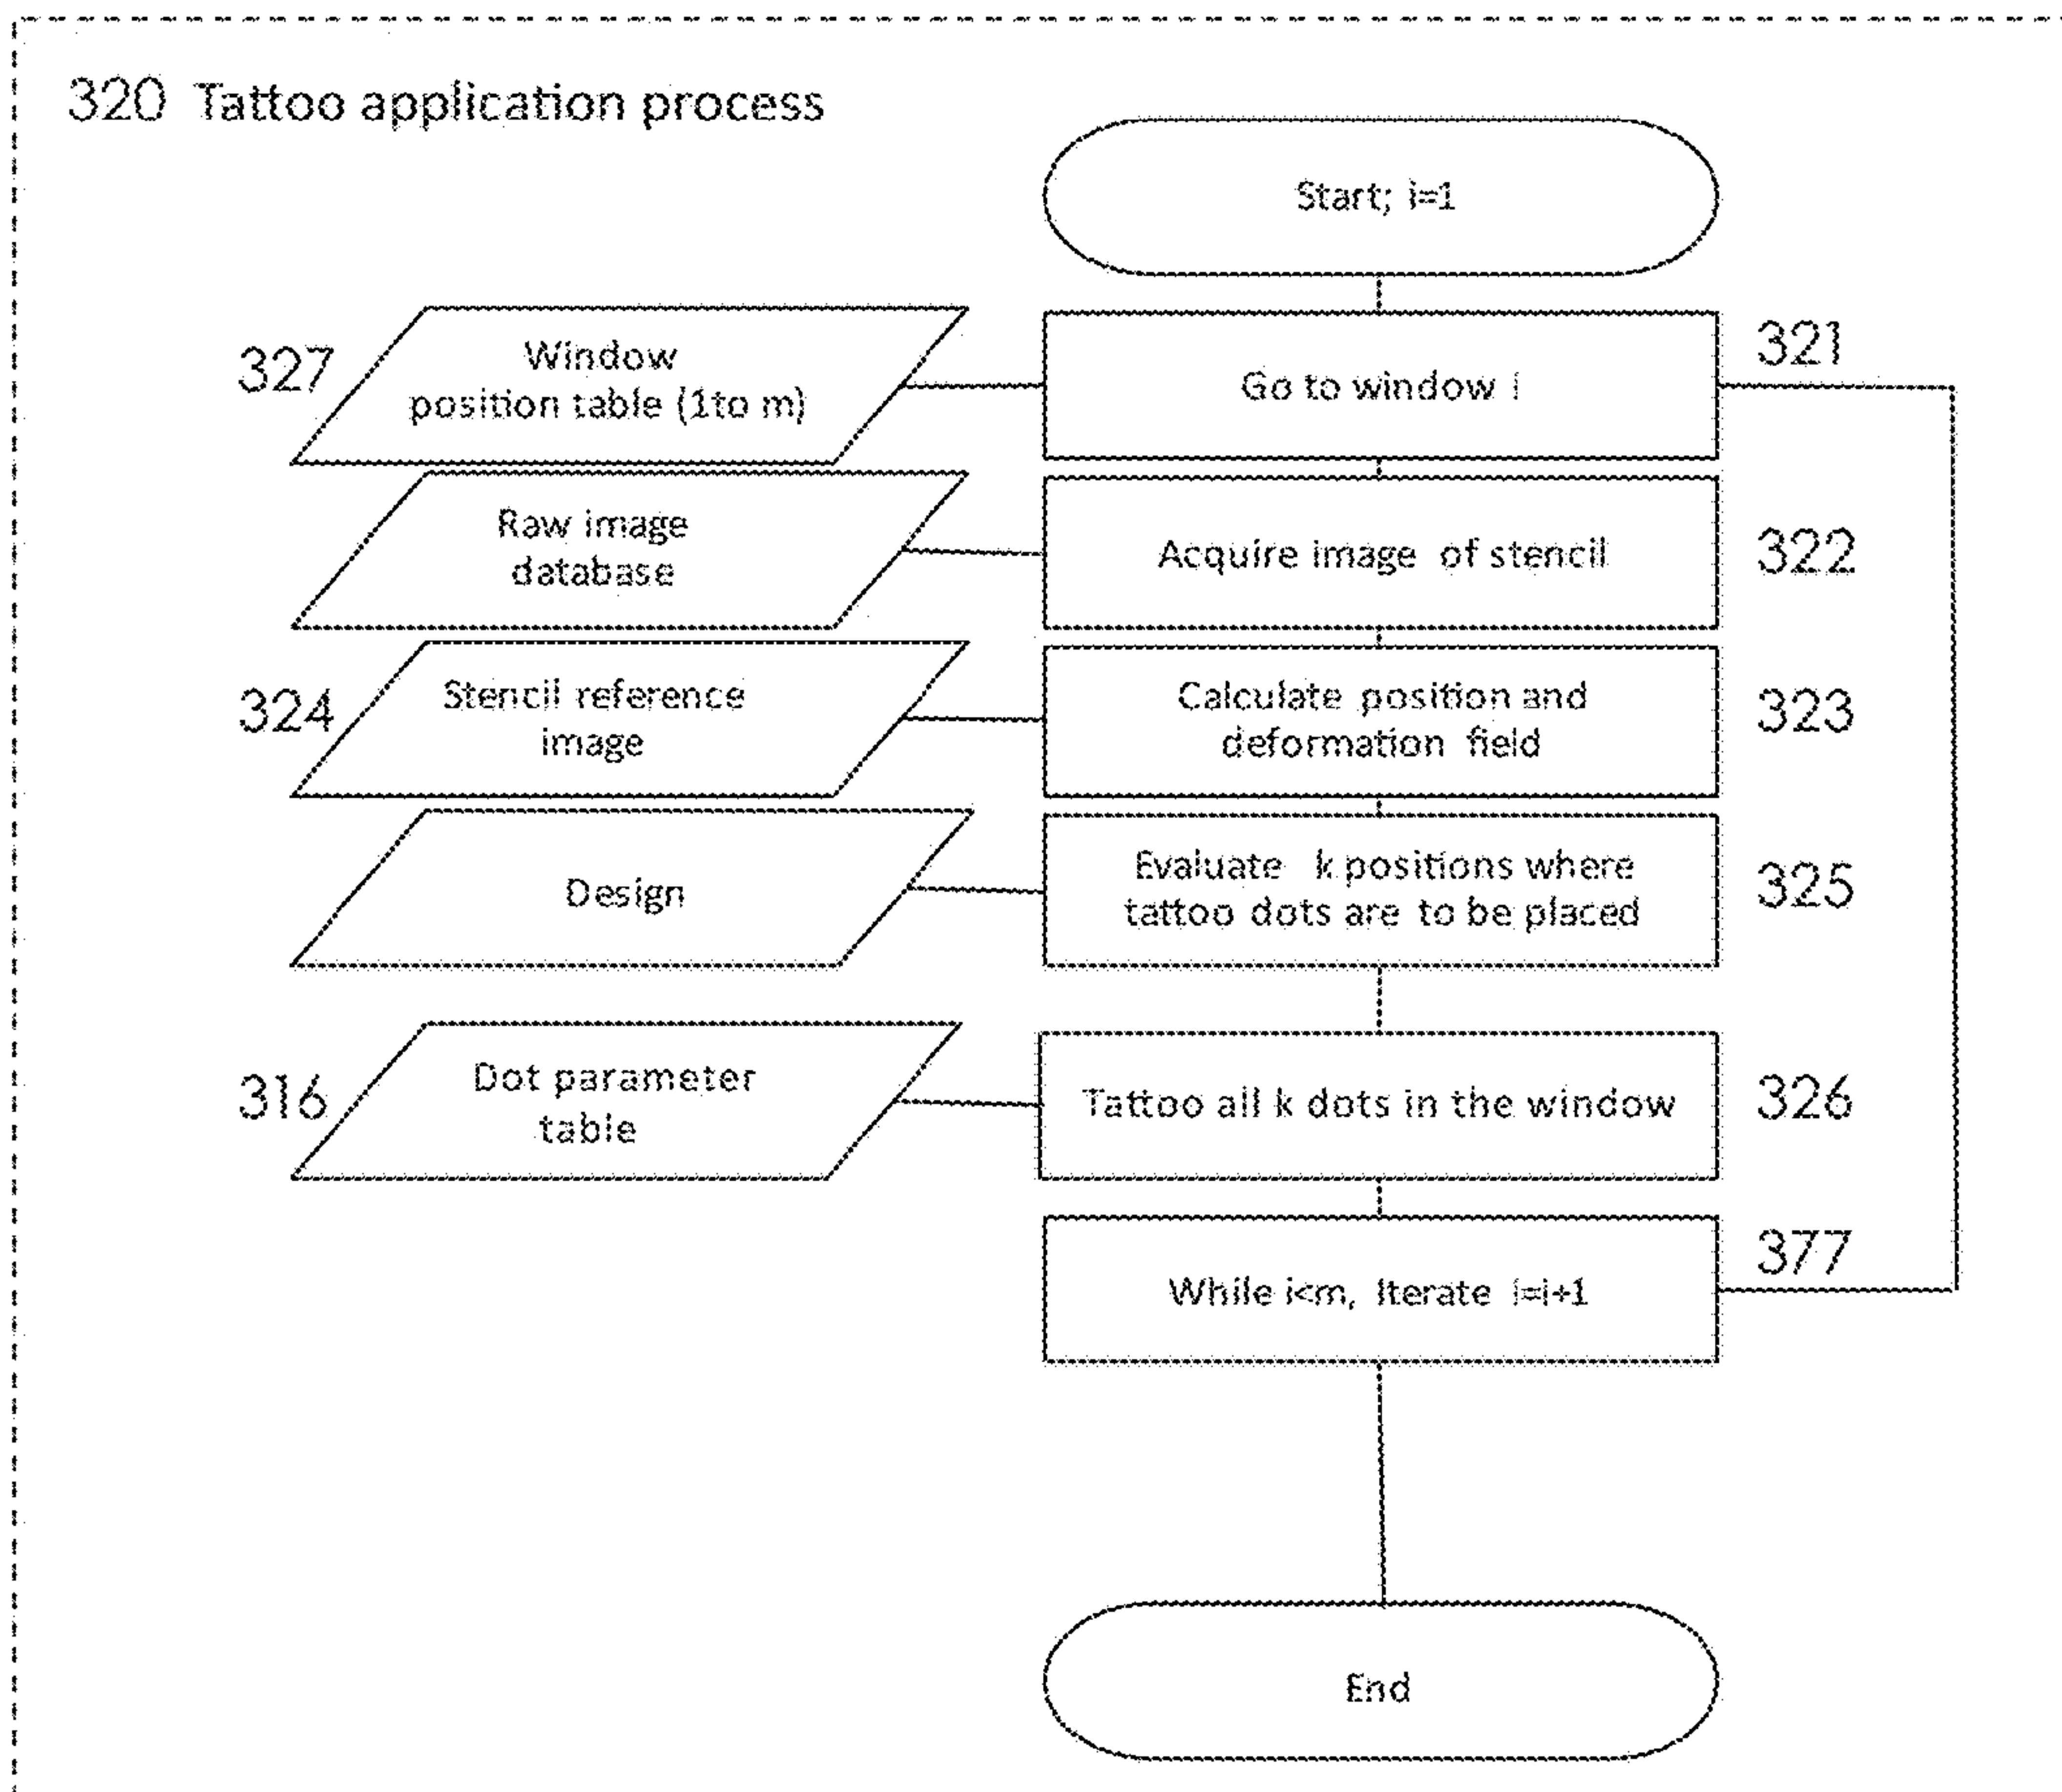 320 Tattoo application process
Start; i=1
327
Window
position table (1to m)
Go to window i
321
Raw image
database
Acquire image of stencil
322
324
Stencil reference
image
Calculate position and
deformation field
323
Design
Evaluate k positions where
tattoo dots are to be placed
325
316
Dot parameter
table
Tattoo all k dots in the window
326
While i<m, Iterate i=i+1
377
End